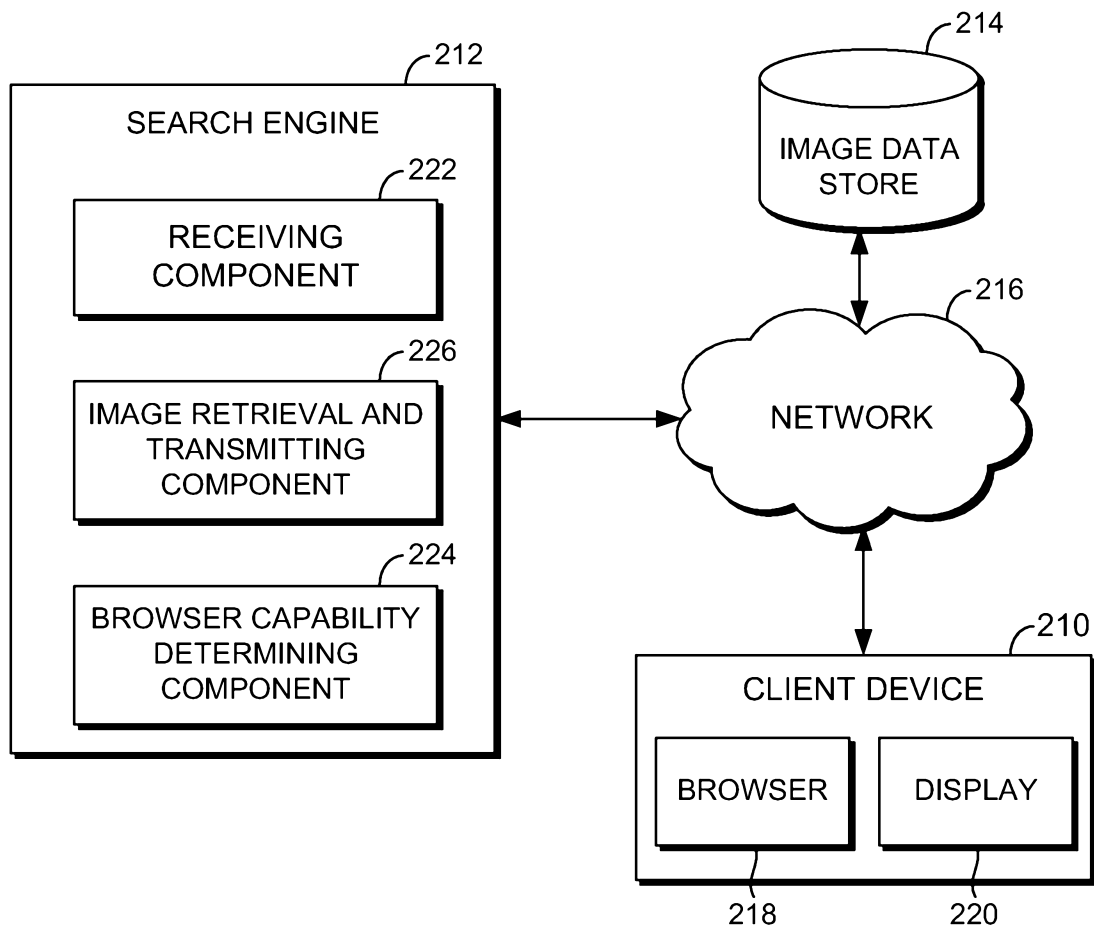 212
SEARCH ENGINE
222
RECEIVING
COMPONENT
226
IMAGE RETRIEVAL AND
TRANSMITTING
COMPONENT
224
BROWSER CAPABILITY
DETERMINING
COMPONENT
214
IMAGE DATA
STORE
216
NETWORK
210
CLIENT DEVICE
BROWSER
DISPLAY
218
220